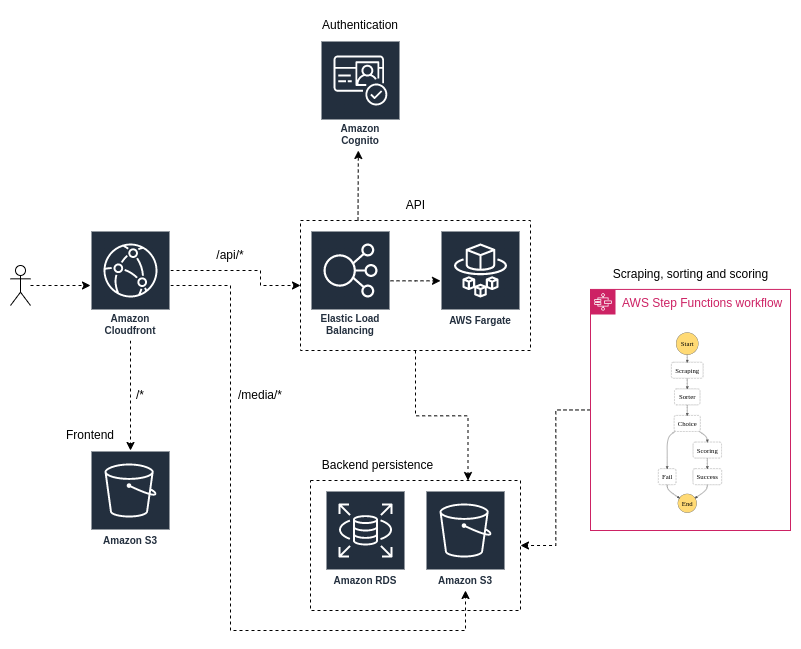 Authentication
Amazon
Cognito
API
/api/*
Amazon
Cloudfront
Elastic Load
Balancing
AWS Fargate
Scraping, sorting and scoring
AWS Step Functions workflow
Start
Scraping
Sorter
Choice
Scoring
Fail
Success
End
/*
/media/*
Frontend
Amazon S3
Backend persistence
Amazon RDS
Amazon S3